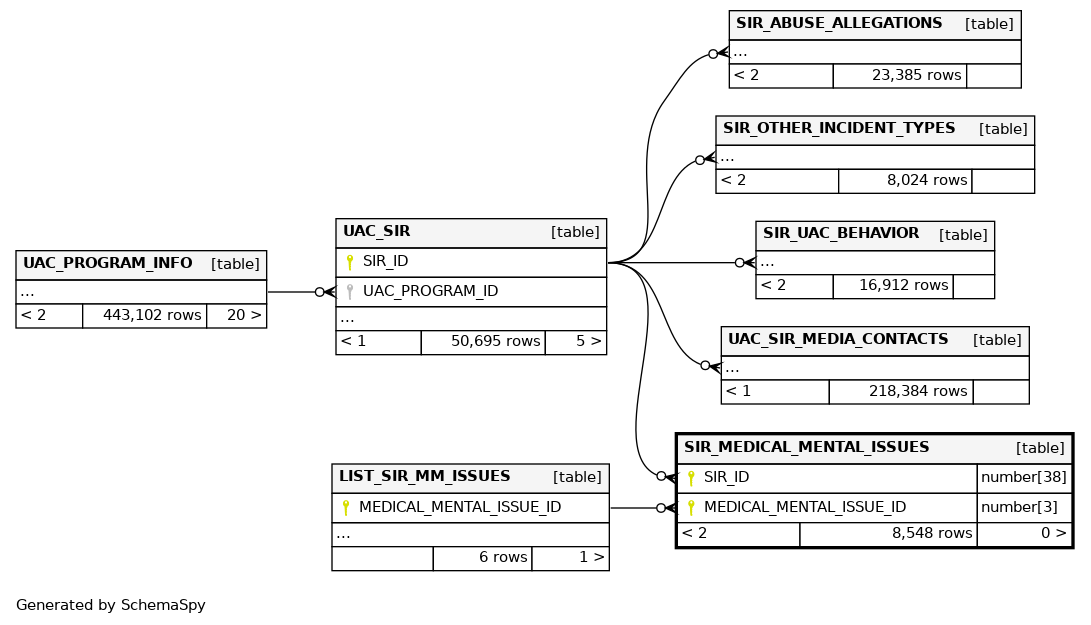 SIR_ABUSE_ALLEGATIONS [table]
...
< 2 23,385 rows
SIR_OTHER_INCIDENT_TYPES [table]
...
< 2 8,024 rows
SIR_UAC_BEHAVIOR [table]
...
< 2 16,912 rows
UAC_SIR [table]
SIR_ID
UAC_PROGRAM_ID
...
< 1 50,695 rows 5 >
UAC_PROGRAM_INFO [table]
...
< 2 443,102 rows 20 >
UAC_SIR_MEDIA_CONTACTS [table]
...
< 1 218,384 rows
SIR_MEDICAL_MENTAL_ISSUES [table]
SIR_ID number[38]
MEDICAL_MENTAL_ISSUE_ID number[3]
< 2 8,548 rows 0 >
LIST_SIR_MM_ISSUES [table]
MEDICAL_MENTAL_ISSUE_ID
...
6 rows 1 >
Generated by SchemaSpy